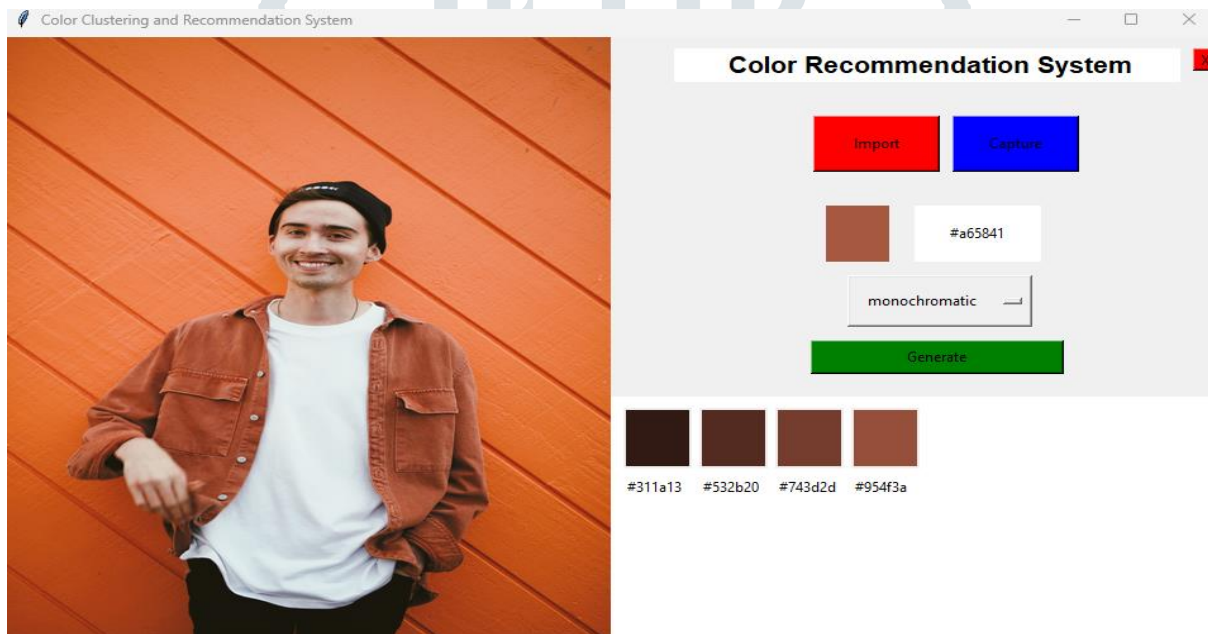 Color Clustering and Recommendation System
Color Recommendation System
X
Import
Capture
#a65841
monochromatic
Generate
#311a13 #532b20 #743d2d #954f3a